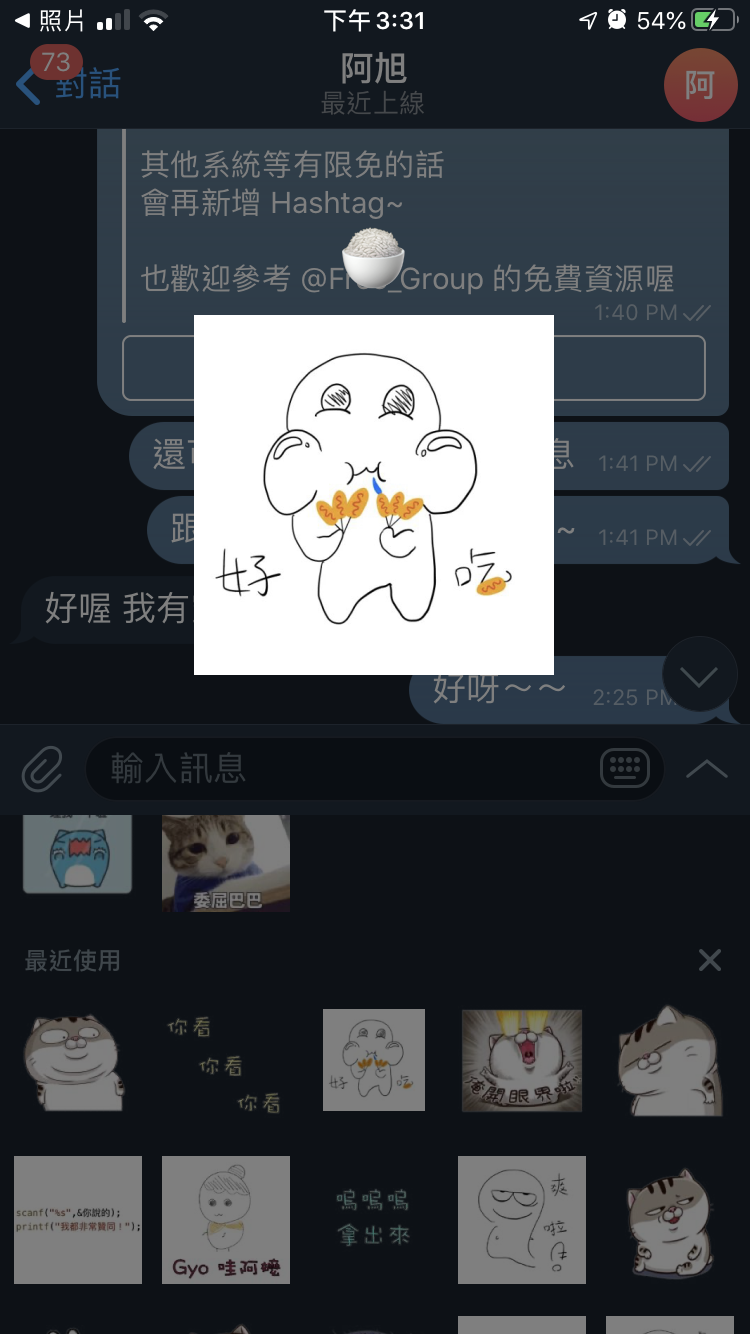 照片
下午3:31
54%
73
對話
阿旭
最近上線
阿
其他系統等有限免的話
會再新增 Hashtag~
也歡迎參考 @F _Group 的免費資源喔
1:40 PM
還 息
1:41 PM
跟 ~
1:41 PM
好喔 我有
好呀～～
2:25 PM
好 吃
輸入訊息
委屈巴巴
最近使用
你看
你看
你看
好 吃
俺開眼界啦
scanf("%s",&你說的);
printf("我都非常贊同！");
Gyo 哇阿嬤
嗚嗚嗚
拿出來
爽
啦